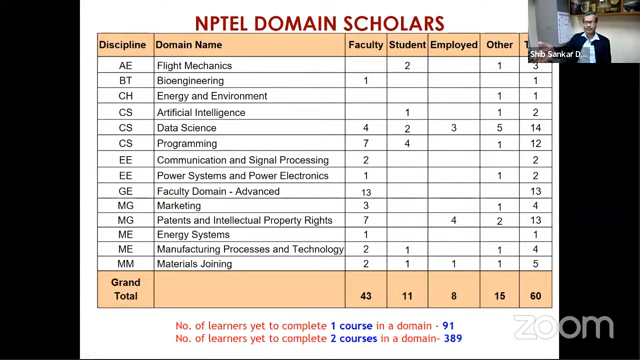 NPTEL DOMAIN SCHOLARS
Discipline Domain Name Faculty Student Employed Other T
AE Flight Mechanics 2 1 3
BT Bioengineering 1 1
CH Energy and Environment 1 1
CS Artificial Intelligence 1 1 2
CS Data Science 4 2 3 5 14
CS Programming 7 4 1 12
EE Communication and Signal Processing 2 2
EE Power Systems and Power Electronics 1 1 2
GE Faculty Domain - Advanced 13 13
MG Marketing 3 1 4
MG Patents and Intellectual Property Rights 7 4 2 13
ME Energy Systems 1 1
ME Manufacturing Processes and Technology 2 1 1 4
MM Materials Joining 2 1 1 1 5
Grand Total 43 11 8 15 60
No. of learners yet to complete 1 course in a domain - 91
No. of learners yet to complete 2 courses in a domain - 389
Shib Sankar D...
zoom